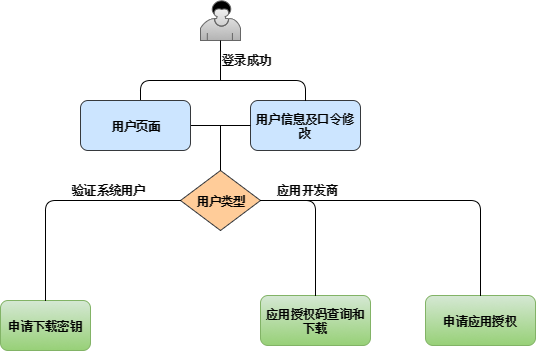 登录成功
用户页面
用户信息及口令修
改
验证系统用户
用户类型
应用开发商
申请下载密钥
应用授权码查询和
下载
申请应用授权